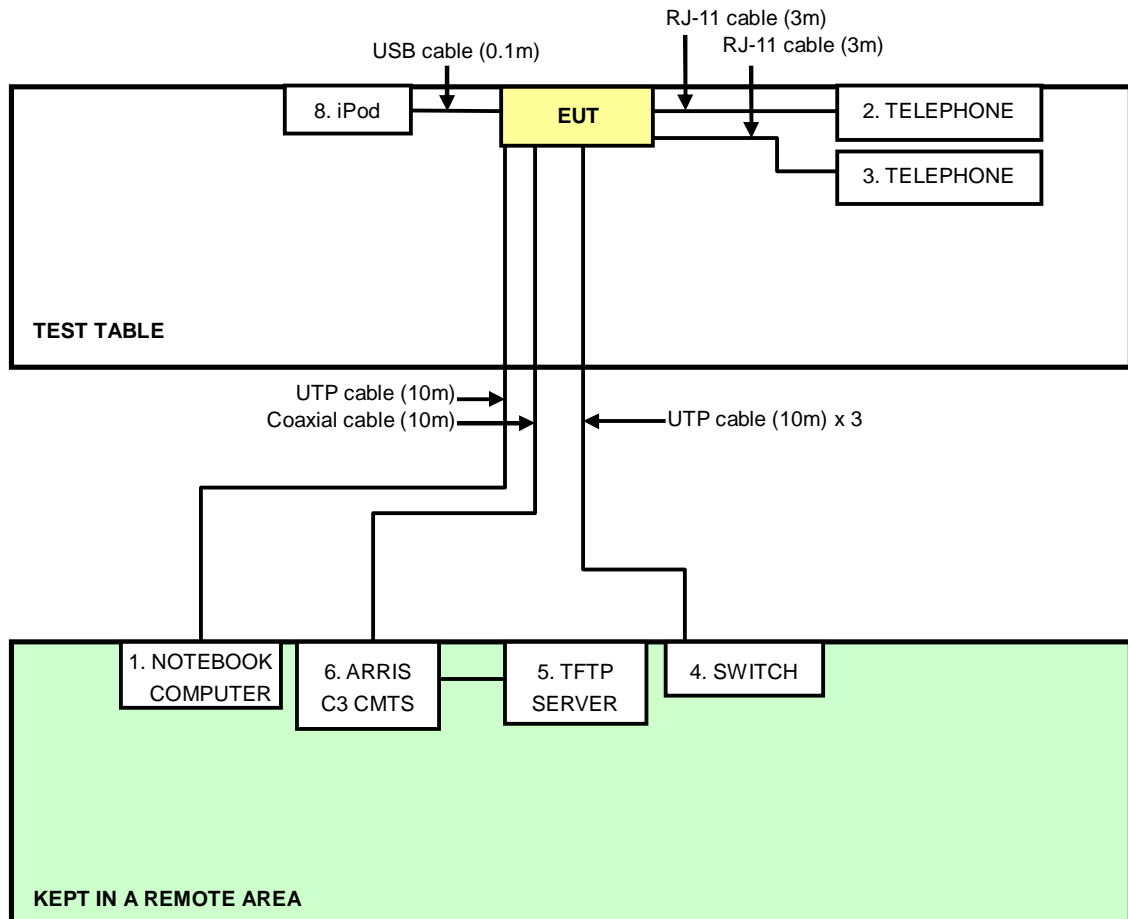 RJ-11 cable (3m)
RJ-11 cable (3m)
USB cable (0.1m)
8. iPod
EUT
2. TELEPHONE
3. TELEPHONE
TEST TABLE
UTP cable (10m)
Coaxial cable (10m)
UTP cable (10m) x 3
1. NOTEBOOK
COMPUTER
6. ARRIS
C3 CMTS
5. TFTP
SERVER
4. SWITCH
KEPT IN A REMOTE AREA